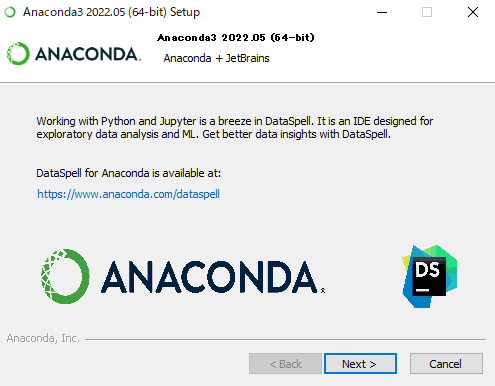 Anaconda3 2022.05 (64-bit) Setup
ANACONDA.
Anaconda3 2022.05 (64-bit)
Anaconda + JetBrains
Working with Python and Jupyter is a breeze in DataSpell. It is an IDE designed for
exploratory data analysis and ML. Get better data insights with DataSpell.
DataSpell for Anaconda is available at:
https://www.anaconda.com/dataspell
ANACONDA
DS
Anaconda, Inc.
< Back
Next >
Cancel